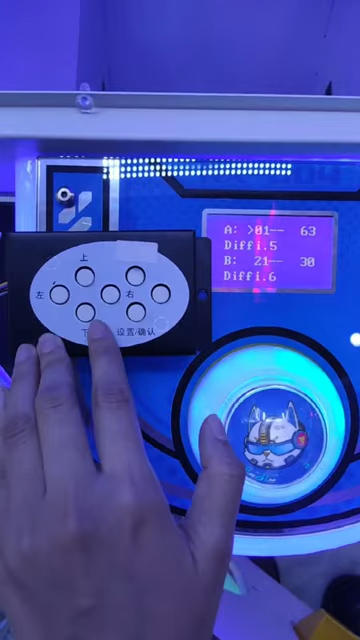 A: >01-- 63
Diffi.5
B: 21-- 30
Diffi.6
上
左
右
下
设置/确认